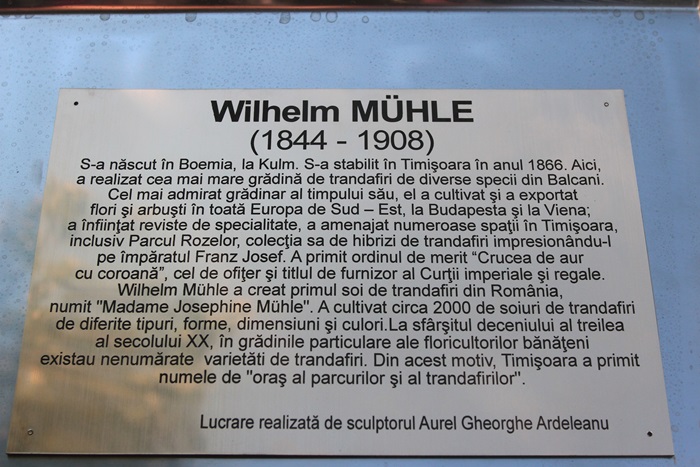 Wilhelm MÜHLE
(1844 - 1908)
S-a născut în Boemia, la Kulm. S-a stabilit în Timişoara în anul 1866. Aici,
a realizat cea mai mare grădină de trandafiri de diverse specii din Balcani.
Cel mai admirat grădinar al timpului său, el a cultivat şi a exportat
flori şi arbuşti în toată Europa de Sud – Est, la Budapesta şi la Viena;
a înfiinţat reviste de specialitate, a amenajat numeroase spaţii în Timişoara,
inclusiv Parcul Rozelor, colecţia sa de hibrizi de trandafiri impresionându-l
pe împăratul Franz Josef. A primit ordinul de merit “Crucea de aur
cu coroană”, cel de ofiţer şi titlul de furnizor al Curţii imperiale şi regale.
Wilhelm Mühle a creat primul soi de trandafiri din România,
numit "Madame Josephine Mühle". A cultivat circa 2000 de soiuri de trandafiri
de diferite tipuri, forme, dimensiuni şi culori.La sfârşitul deceniului al treilea
al secolului XX, în grădinile particulare ale floricultorilor bănăţeni
existau nenumărate varietăti de trandafiri. Din acest motiv, Timişoara a primit
numele de "oraş al parcurilor şi al trandafirilor".
Lucrare realizată de sculptorul Aurel Gheorghe Ardeleanu